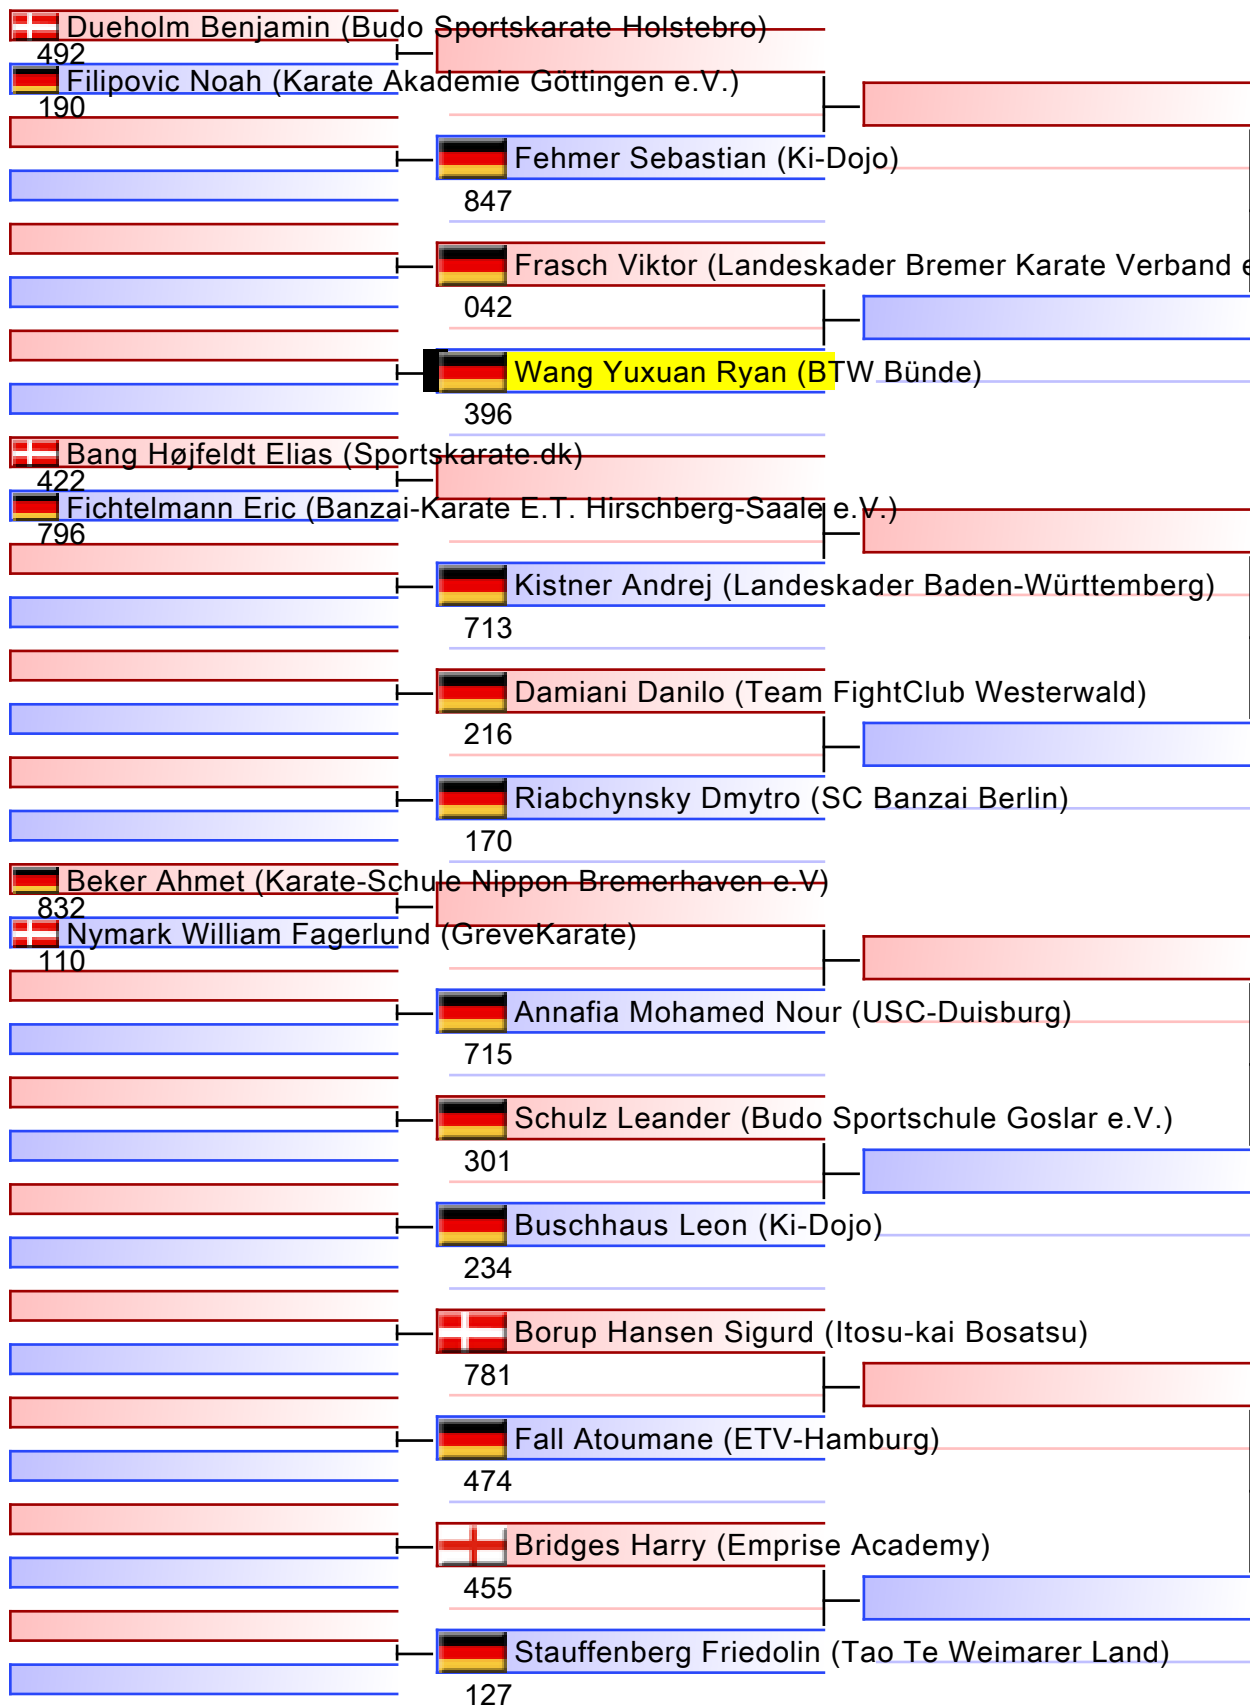 Dueholm Benjamin (Budo Sportskarate Holstebro)
492
Filipovic Noah (Karate Akademie Göttingen e.V.)
190
Fehmer Sebastian (Ki-Dojo)
847
Frasch Viktor (Landeskader Bremer Karate Verband e
042
Wang Yuxuan Ryan (BTW Bünde)
396
Bang Højfeldt Elias (Sportskarate.dk)
422
Fichtelmann Eric (Banzai-Karate E.T. Hirschberg-Saale e.V.)
796
Kistner Andrej (Landeskader Baden-Württemberg)
713
Damiani Danilo (Team FightClub Westerwald)
216
Riabchynsky Dmytro (SC Banzai Berlin)
170
Beker Ahmet (Karate-Schule Nippon Bremerhaven e.V)
832
Nymark William Fagerlund (GreveKarate)
110
Annafia Mohamed Nour (USC-Duisburg)
715
Schulz Leander (Budo Sportschule Goslar e.V.)
301
Buschhaus Leon (Ki-Dojo)
234
Borup Hansen Sigurd (Itosu-kai Bosatsu)
781
Fall Atoumane (ETV-Hamburg)
474
Bridges Harry (Emprise Academy)
455
Stauffenberg Friedolin (Tao Te Weimarer Land)
127